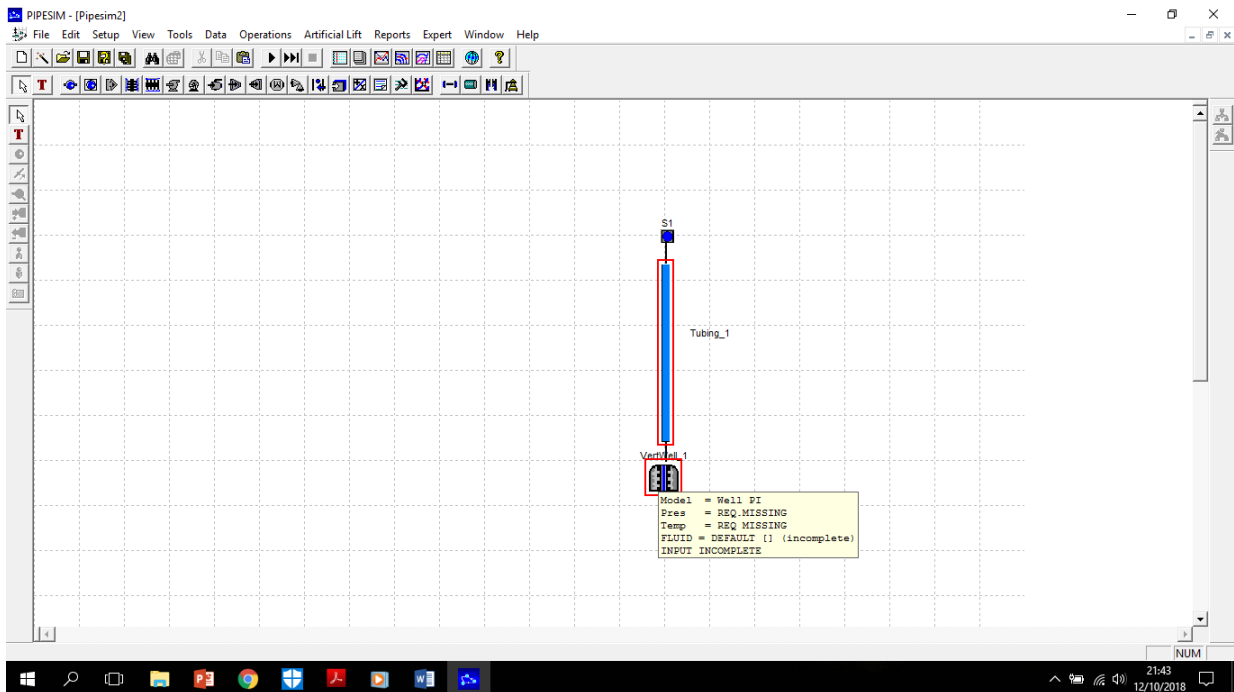 PIPESIM - [Pipesim2]
File Edit Setup View Tools Data Operations Artificial Lift Reports Expert Window Help
T
T
S1
Tubing_1
VertWell_1
Model = Well PI
Pres = REQ.MISSING
Temp = REQ MISSING
FLUID = DEFAULT [] (incomplete)
INPUT INCOMPLETE
NUM
21:43
12/10/2018